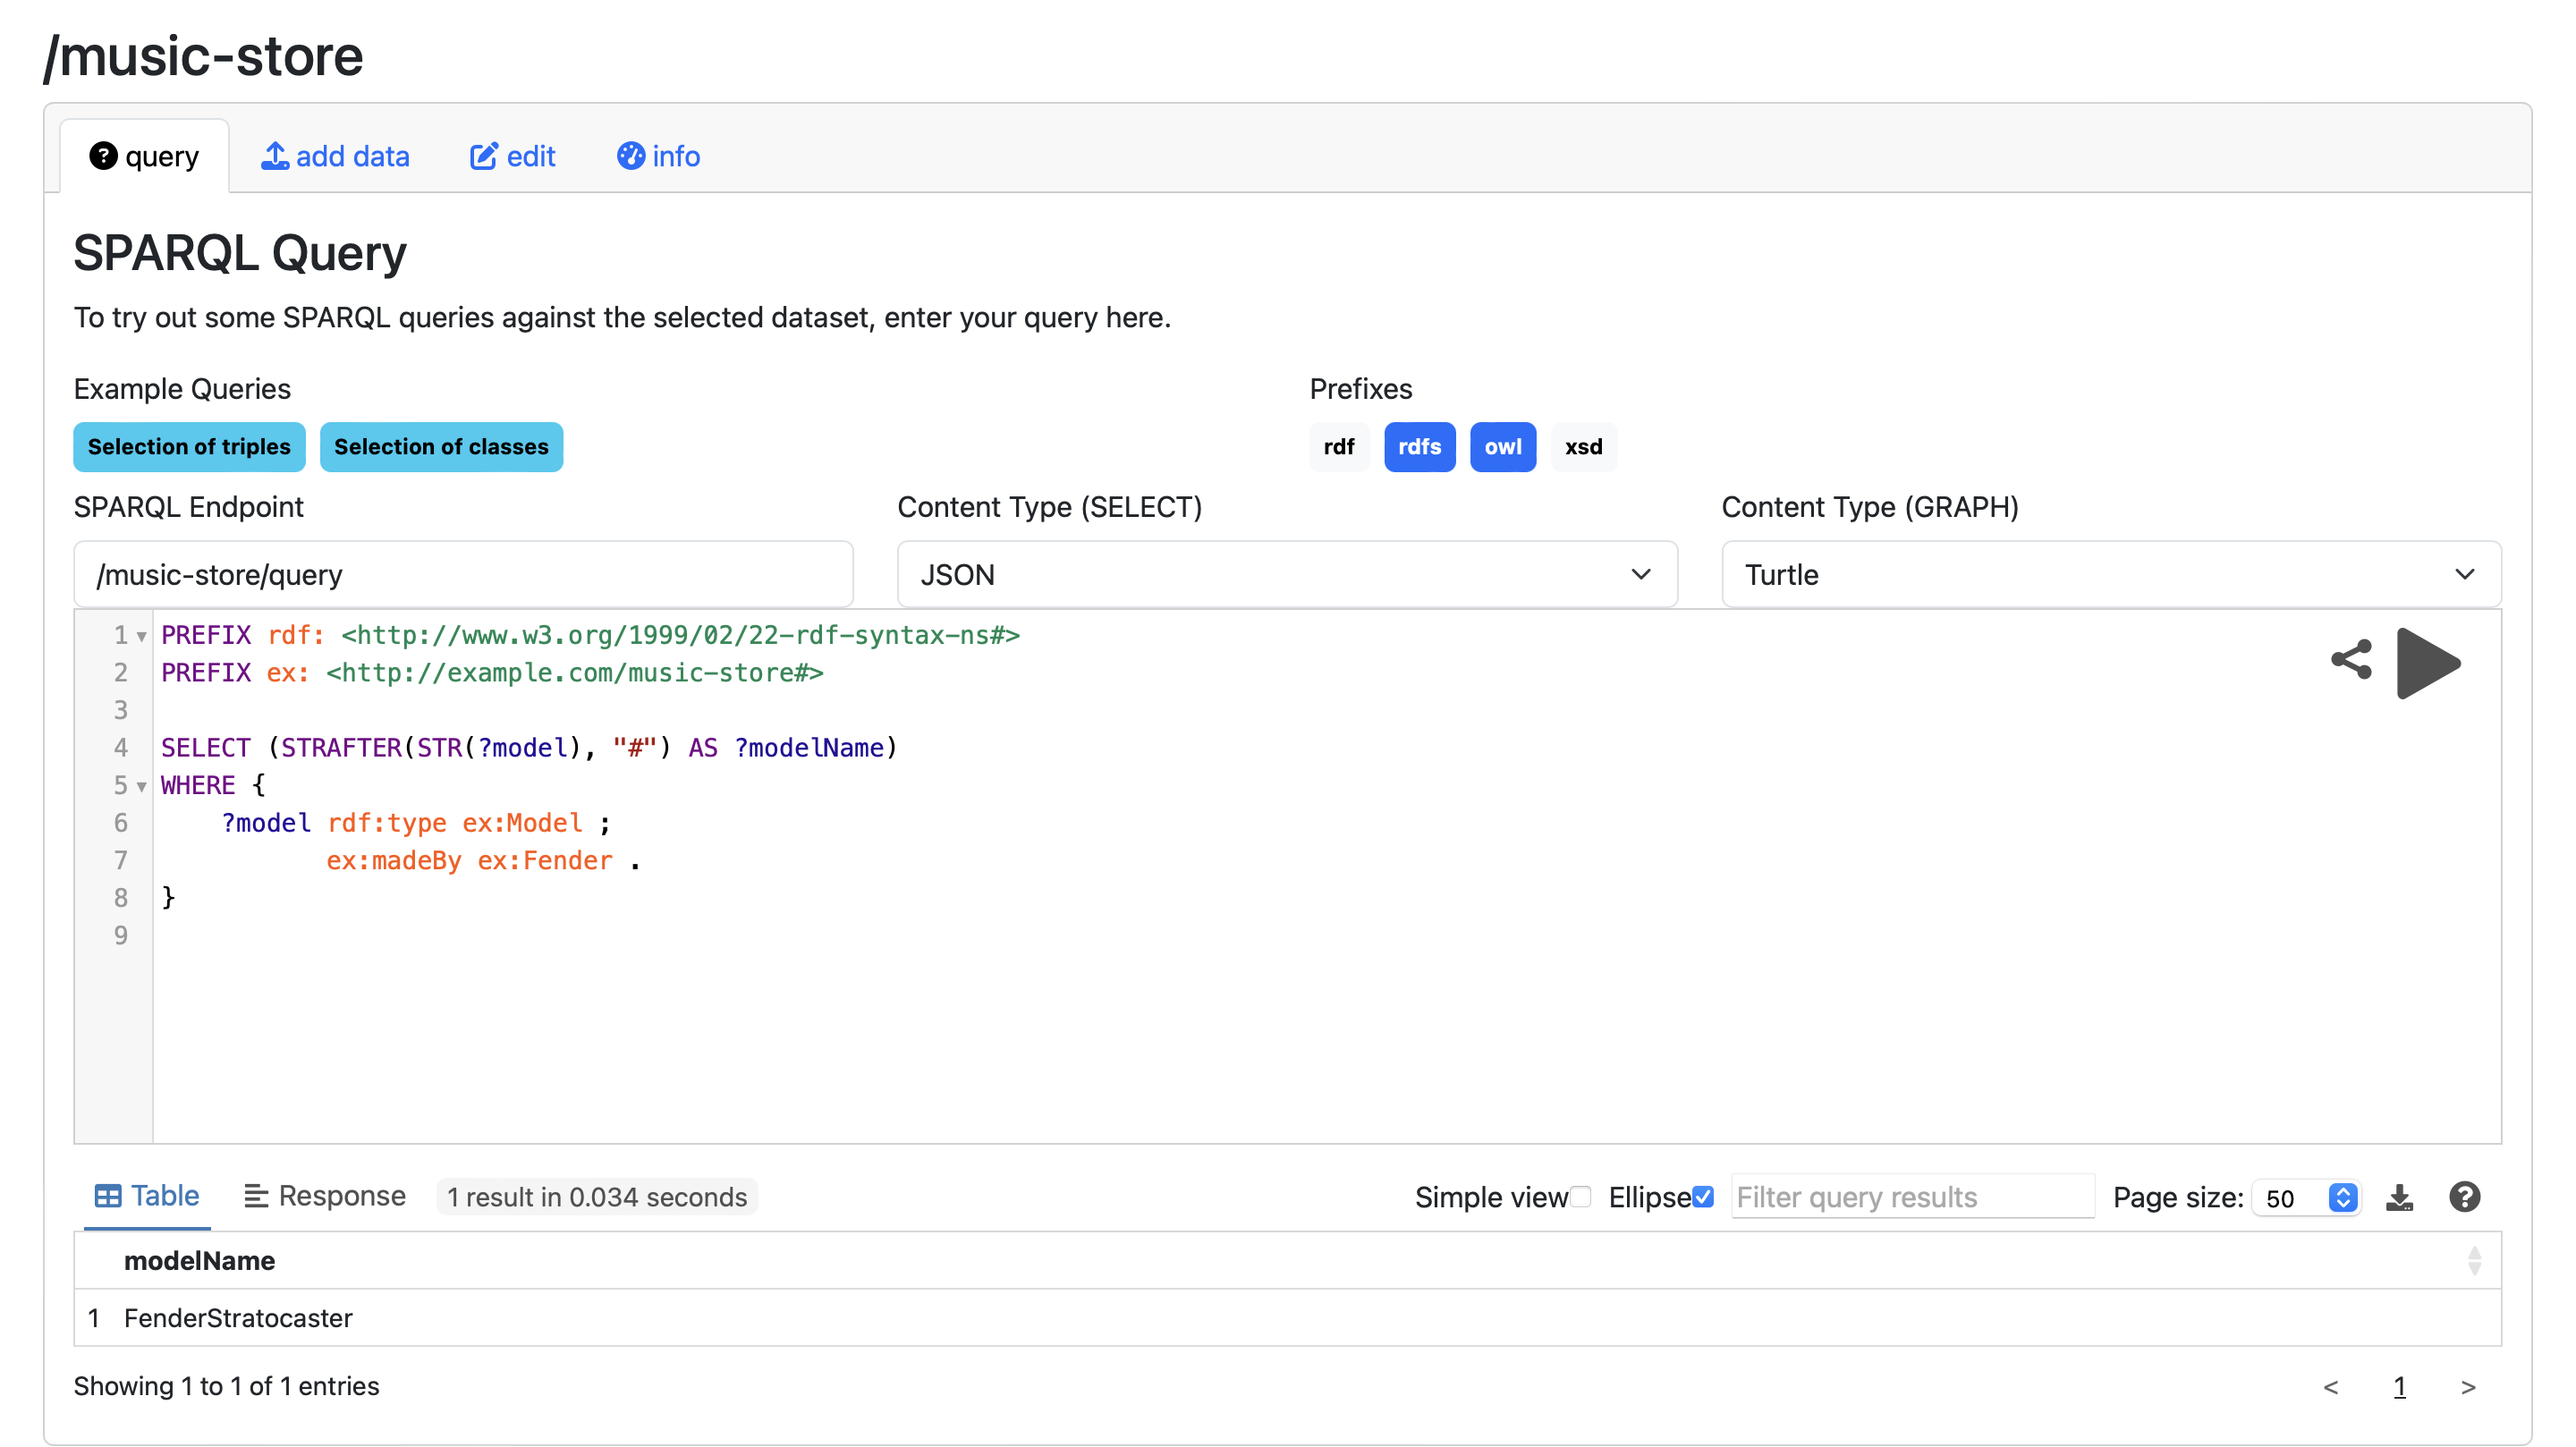 /music-store
query add data edit info
SPARQL Query
To try out some SPARQL queries against the selected dataset, enter your query here.
Example Queries
Selection of triples Selection of classes
Prefixes
rdf rdfs owl xsd
SPARQL Endpoint
/music-store/query
Content Type (SELECT)
JSON
Content Type (GRAPH)
Turtle
1 PREFIX rdf: <http://www.w3.org/1999/02/22-rdf-syntax-ns#>
2 PREFIX ex: <http://example.com/music-store#>
3
4 SELECT (STRAFTER(STR(?model), "#") AS ?modelName)
5 WHERE {
6 ?model rdf:type ex:Model ;
7 ex:madeBy ex:Fender .
8 }
9
Table Response 1 result in 0.034 seconds Simple view Ellipse Filter query results Page size: 50
modelName
1 FenderStratocaster
Showing 1 to 1 of 1 entries < 1 >